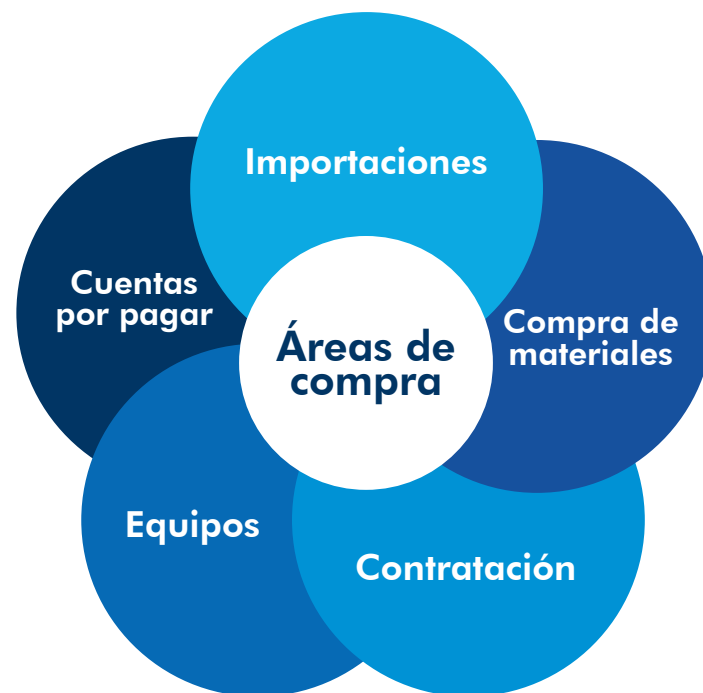 Importaciones
Cuentas
por pagar
Áreas de
compra
Compra de
materiales
Equipos
Contratación